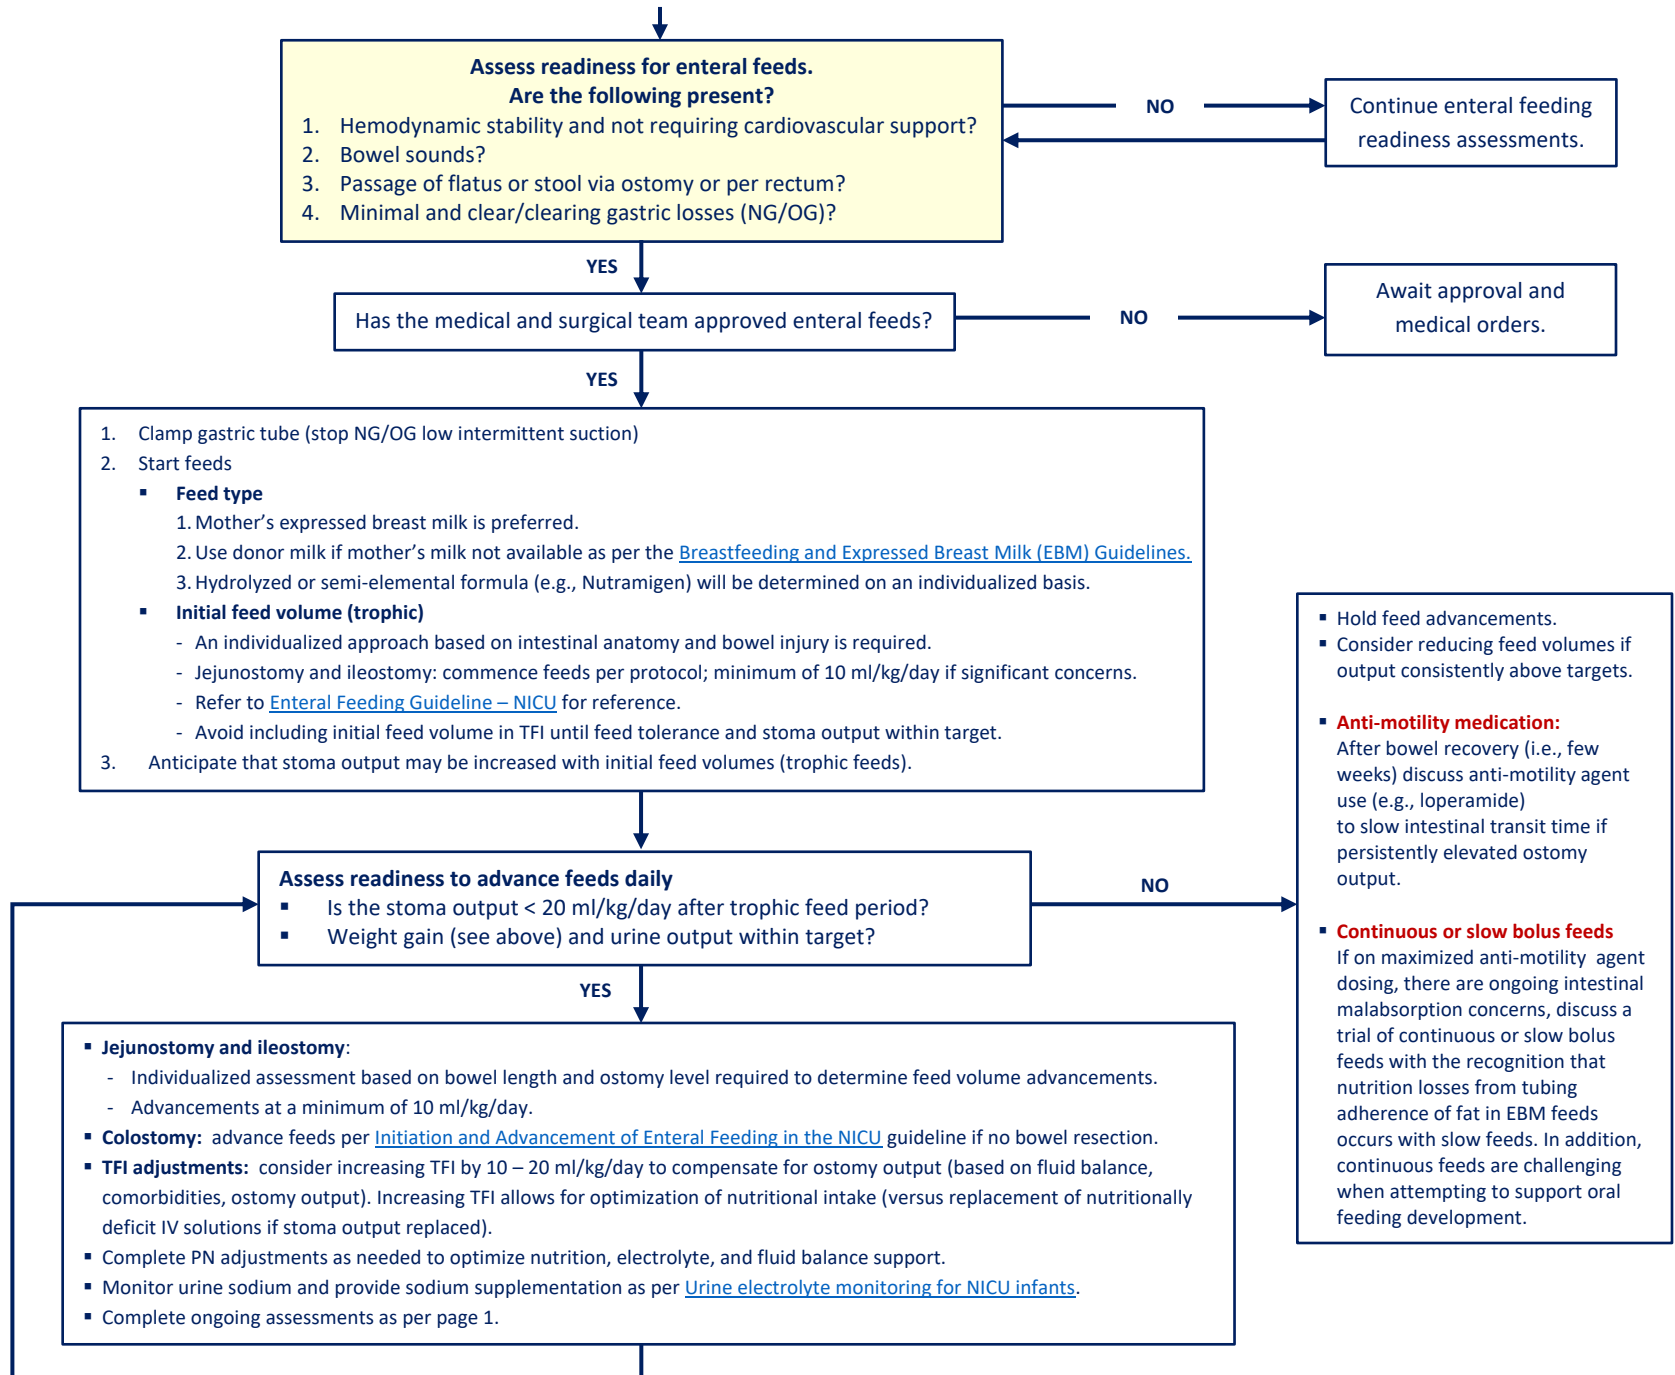 Assess readiness for enteral feeds.
Are the following present?
1. Hemodynamic stability and not requiring cardiovascular support?
2. Bowel sounds?
3. Passage of flatus or stool via ostomy or per rectum?
4. Minimal and clear/clearing gastric losses (NG/OG)?
NO
Continue enteral feeding
readiness assessments.
YES
Has the medical and surgical team approved enteral feeds?
NO
Await approval and
medical orders.
YES
1. Clamp gastric tube (stop NG/OG low intermittent suction)
2. Start feeds
▪ Feed type
1. Mother’s expressed breast milk is preferred.
2. Use donor milk if mother’s milk not available as per the Breastfeeding and Expressed Breast Milk (EBM) Guidelines.
3. Hydrolyzed or semi-elemental formula (e.g., Nutramigen) will be determined on an individualized basis.
▪ Initial feed volume (trophic)
- An individualized approach based on intestinal anatomy and bowel injury is required.
- Jejunostomy and ileostomy: commence feeds per protocol; minimum of 10 ml/kg/day if significant concerns.
- Refer to Enteral Feeding Guideline – NICU for reference.
- Avoid including initial feed volume in TFI until feed tolerance and stoma output within target.
3. Anticipate that stoma output may be increased with initial feed volumes (trophic feeds).
Assess readiness to advance feeds daily
▪ Is the stoma output < 20 ml/kg/day after trophic feed period?
▪ Weight gain (see above) and urine output within target?
NO
▪ Hold feed advancements.
▪ Consider reducing feed volumes if
output consistently above targets.
▪ Anti-motility medication:
After bowel recovery (i.e., few
weeks) discuss anti-motility agent
use (e.g., loperamide)
to slow intestinal transit time if
persistently elevated ostomy
output.
▪ Continuous or slow bolus feeds
If on maximized anti-motility agent
dosing, there are ongoing intestinal
malabsorption concerns, discuss a
trial of continuous or slow bolus
feeds with the recognition that
nutrition losses from tubing
adherence of fat in EBM feeds
occurs with slow feeds. In addition,
continuous feeds are challenging
when attempting to support oral
feeding development.
YES
▪ Jejunostomy and ileostomy:
- Individualized assessment based on bowel length and ostomy level required to determine feed volume advancements.
- Advancements at a minimum of 10 ml/kg/day.
▪ Colostomy: advance feeds per Initiation and Advancement of Enteral Feeding in the NICU guideline if no bowel resection.
▪ TFI adjustments: consider increasing TFI by 10 – 20 ml/kg/day to compensate for ostomy output (based on fluid balance,
comorbidities, ostomy output). Increasing TFI allows for optimization of nutritional intake (versus replacement of nutritionally
deficit IV solutions if stoma output replaced).
▪ Complete PN adjustments as needed to optimize nutrition, electrolyte, and fluid balance support.
▪ Monitor urine sodium and provide sodium supplementation as per Urine electrolyte monitoring for NICU infants.
▪ Complete ongoing assessments as per page 1.